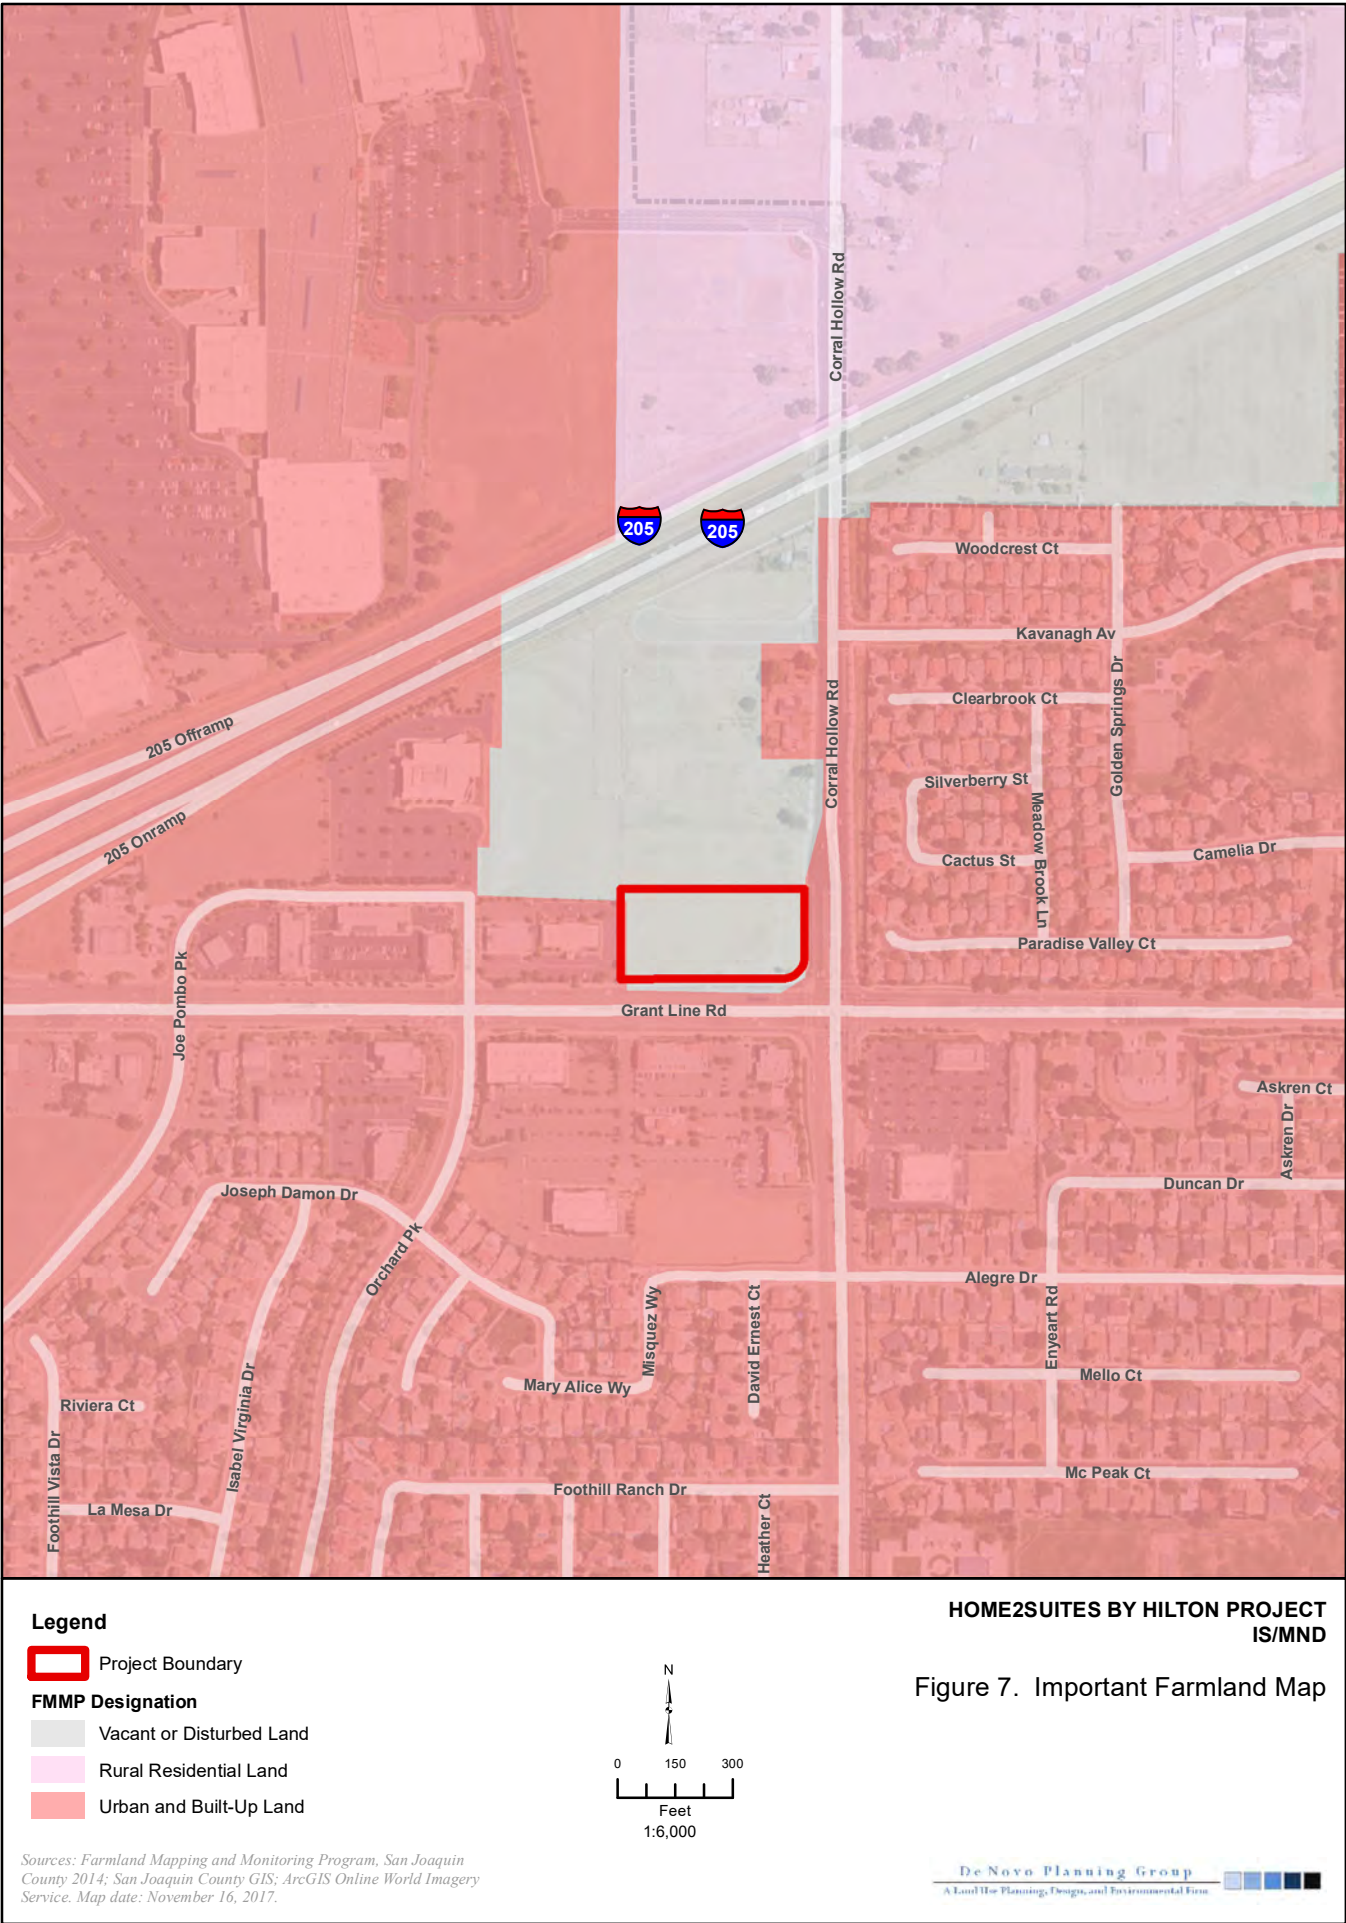 Corral Hollow Rd
205
205
Woodcrest Ct
Kavanagh Av
Clearbrook Ct
Golden Springs Dr
205 Offramp
Corral Hollow Rd
Silverberry St
Meadow Brook Ln
205 Onramp
Cactus St
Camelia Dr
Paradise Valley Ct
Joe Pombo Pk
Grant Line Rd
Askren Ct
Askren Dr
Duncan Dr
Joseph Damon Dr
Orchard Pk
Alegre Dr
Misquez Wy
David Ernest Ct
Enyeart Rd
Mello Ct
Mary Alice Wy
Riviera Ct
Isabel Virginia Dr
Foothill Vista Dr
Mc Peak Ct
Foothill Ranch Dr
La Mesa Dr
Heather Ct
Legend
Project Boundary
FMMP Designation
Vacant or Disturbed Land
Rural Residential Land
Urban and Built-Up Land
N
0 150 300
Feet
1:6,000
HOME2SUITES BY HILTON PROJECT
IS/MND
Figure 7. Important Farmland Map
Sources: Farmland Mapping and Monitoring Program, San Joaquin
County 2014; San Joaquin County GIS; ArcGIS Online World Imagery
Service. Map date: November 16, 2017.
De Novo Planning Group
A Land Use Planning, Design, and Environmental Firm